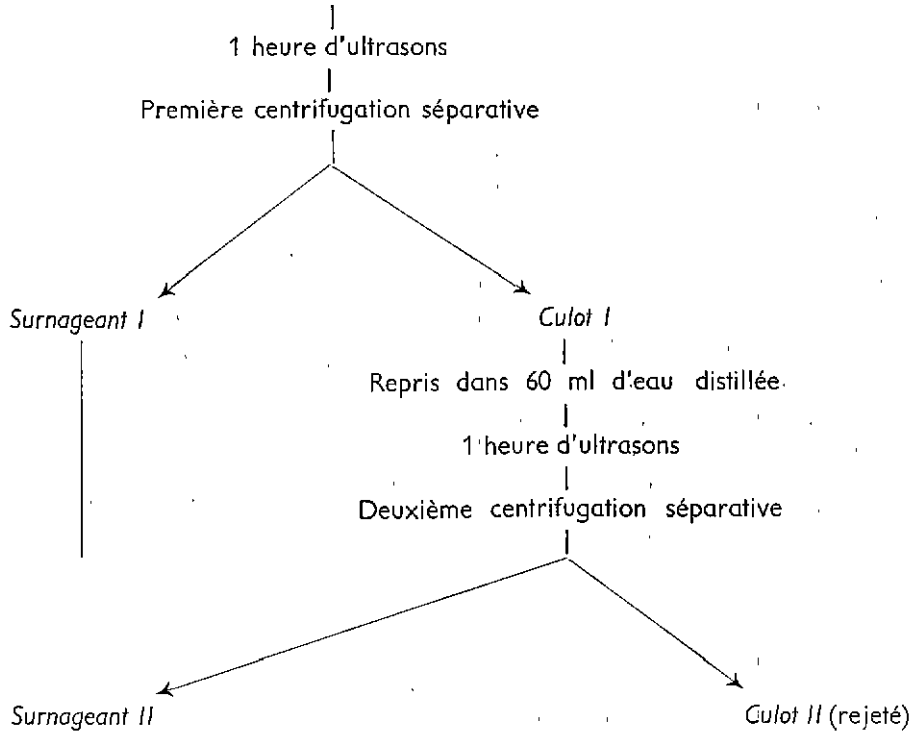 1 heure d'ultrasons
Première centrifugation séparative
Surnageant I
Culot I
Repris dans 60 ml d'eau distillée
1 heure d'ultrasons
Deuxième centrifugation séparative
Surnageant II
Culot II (rejeté)